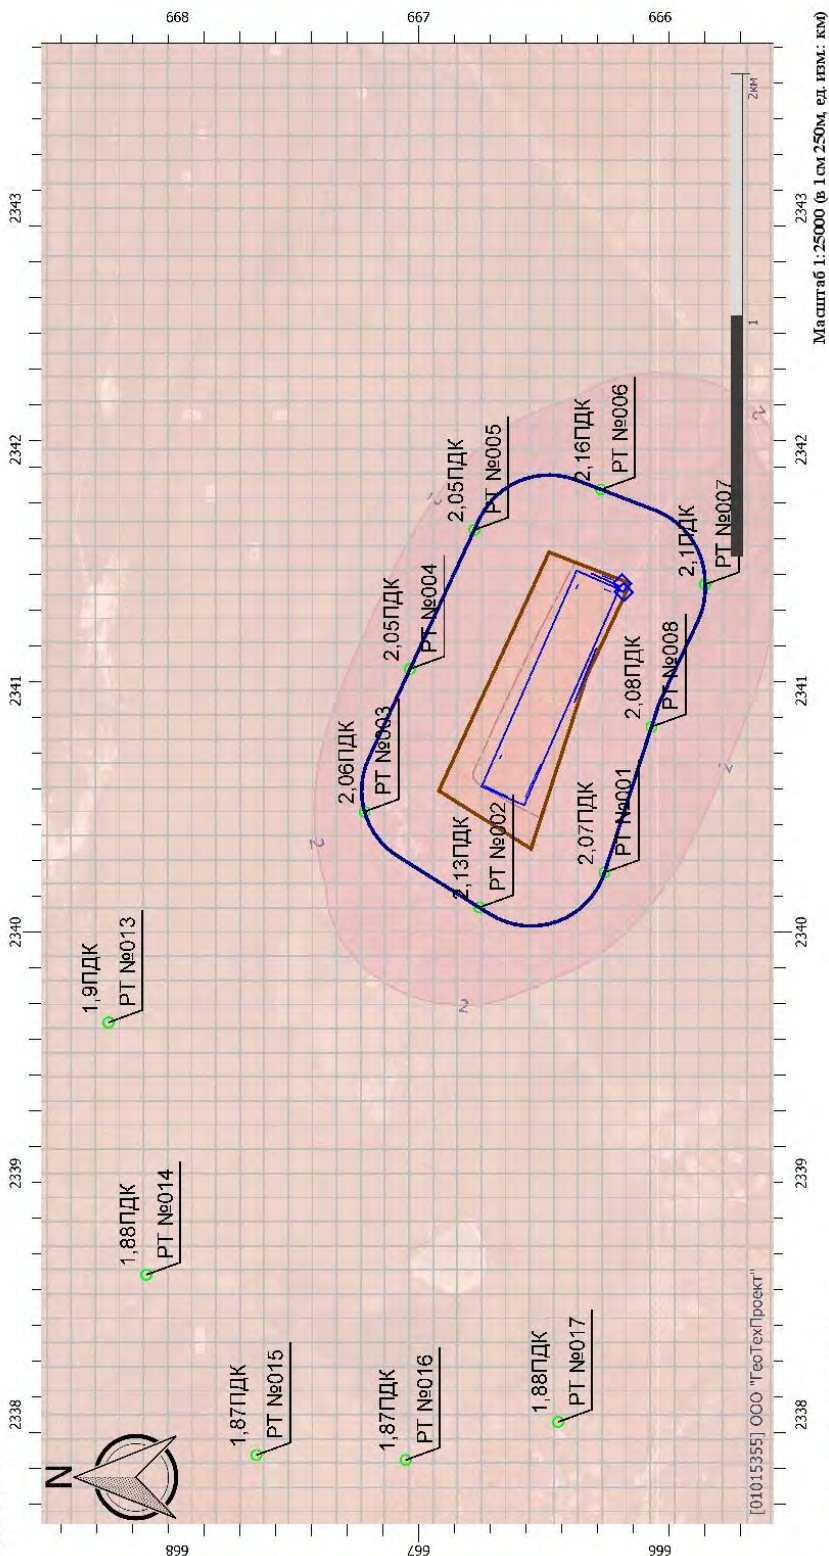 668
667
666
2343
2342
2341
2340
2339
2338
2343
2342
2341
2340
2339
2338
668
667
666
Масштаб 1:25000 (в 1см 250м, ед. изм.: км)
1
2км
N
1,9ПДК
РТ №013
1,88ПДК
РТ №014
1,87ПДК
РТ №015
1,87ПДК
РТ №016
1,88ПДК
РТ №017
2,06ПДК
РТ №003
2,05ПДК
РТ №004
2,05ПДК
РТ №005
2,16ПДК
РТ №006
2,1ПДК
РТ №007
2,08ПДК
РТ №008
2,07ПДК
РТ №001
2,13ПДК
РТ №002
2
2
2
2
2
[01015355] ООО "ГеоТехПроект"